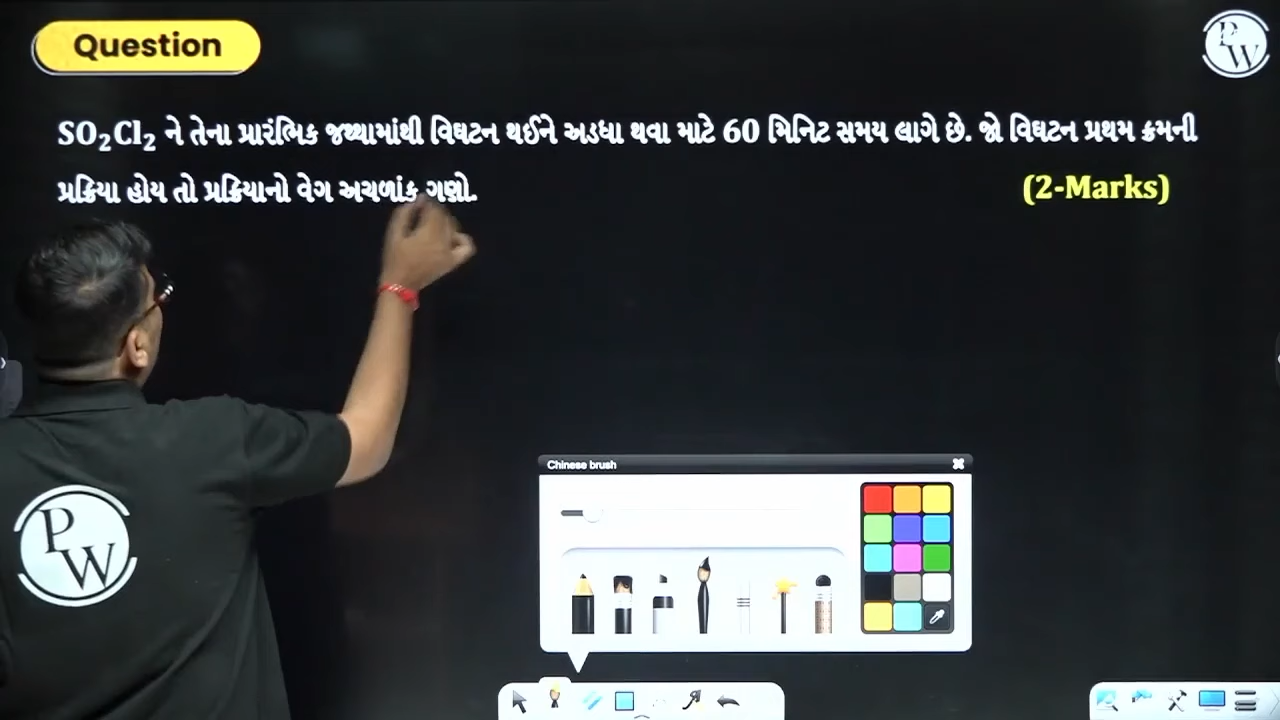 Question
SO₂Cl₂ ને તેના પ્રારંભિક જથ્થામાંથી વિઘટન થઈને અડધા થવા માટે 60 મિનિટ સમય લાગે છે. જો વિઘટન પ્રથમ ક્રમની
પ્રક્રિયા હોય તો પ્રક્રિયાનો વેગ અચળાંક ગણો.
(2-Marks)
PW
PW
Chinese brush